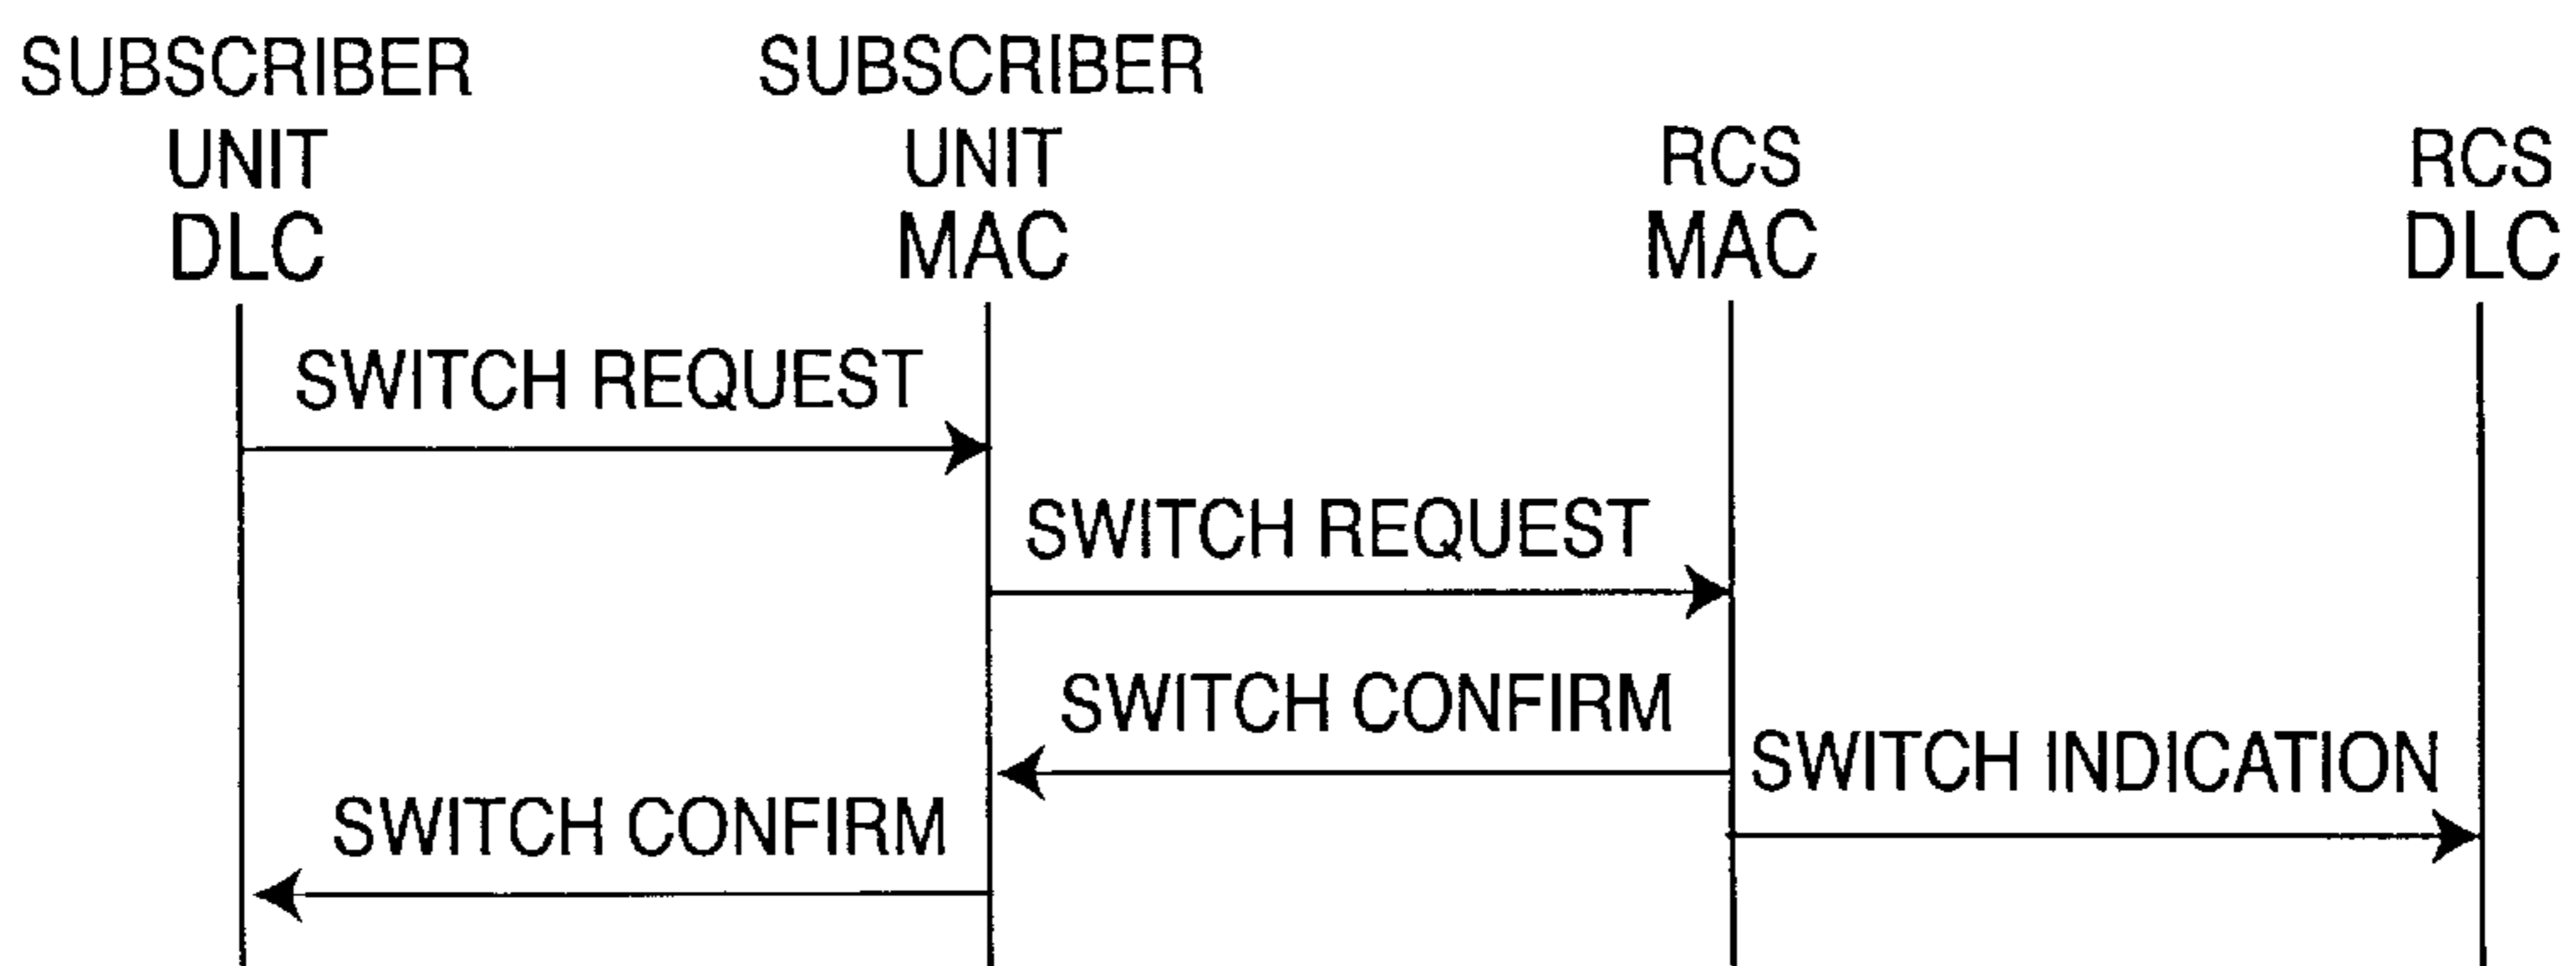 SUBSCRIBER
UNIT
DLC
SUBSCRIBER
UNIT
MAC
RCS
MAC
RCS
DLC
SWITCH REQUEST
SWITCH REQUEST
SWITCH CONFIRM
SWITCH INDICATION
SWITCH CONFIRM